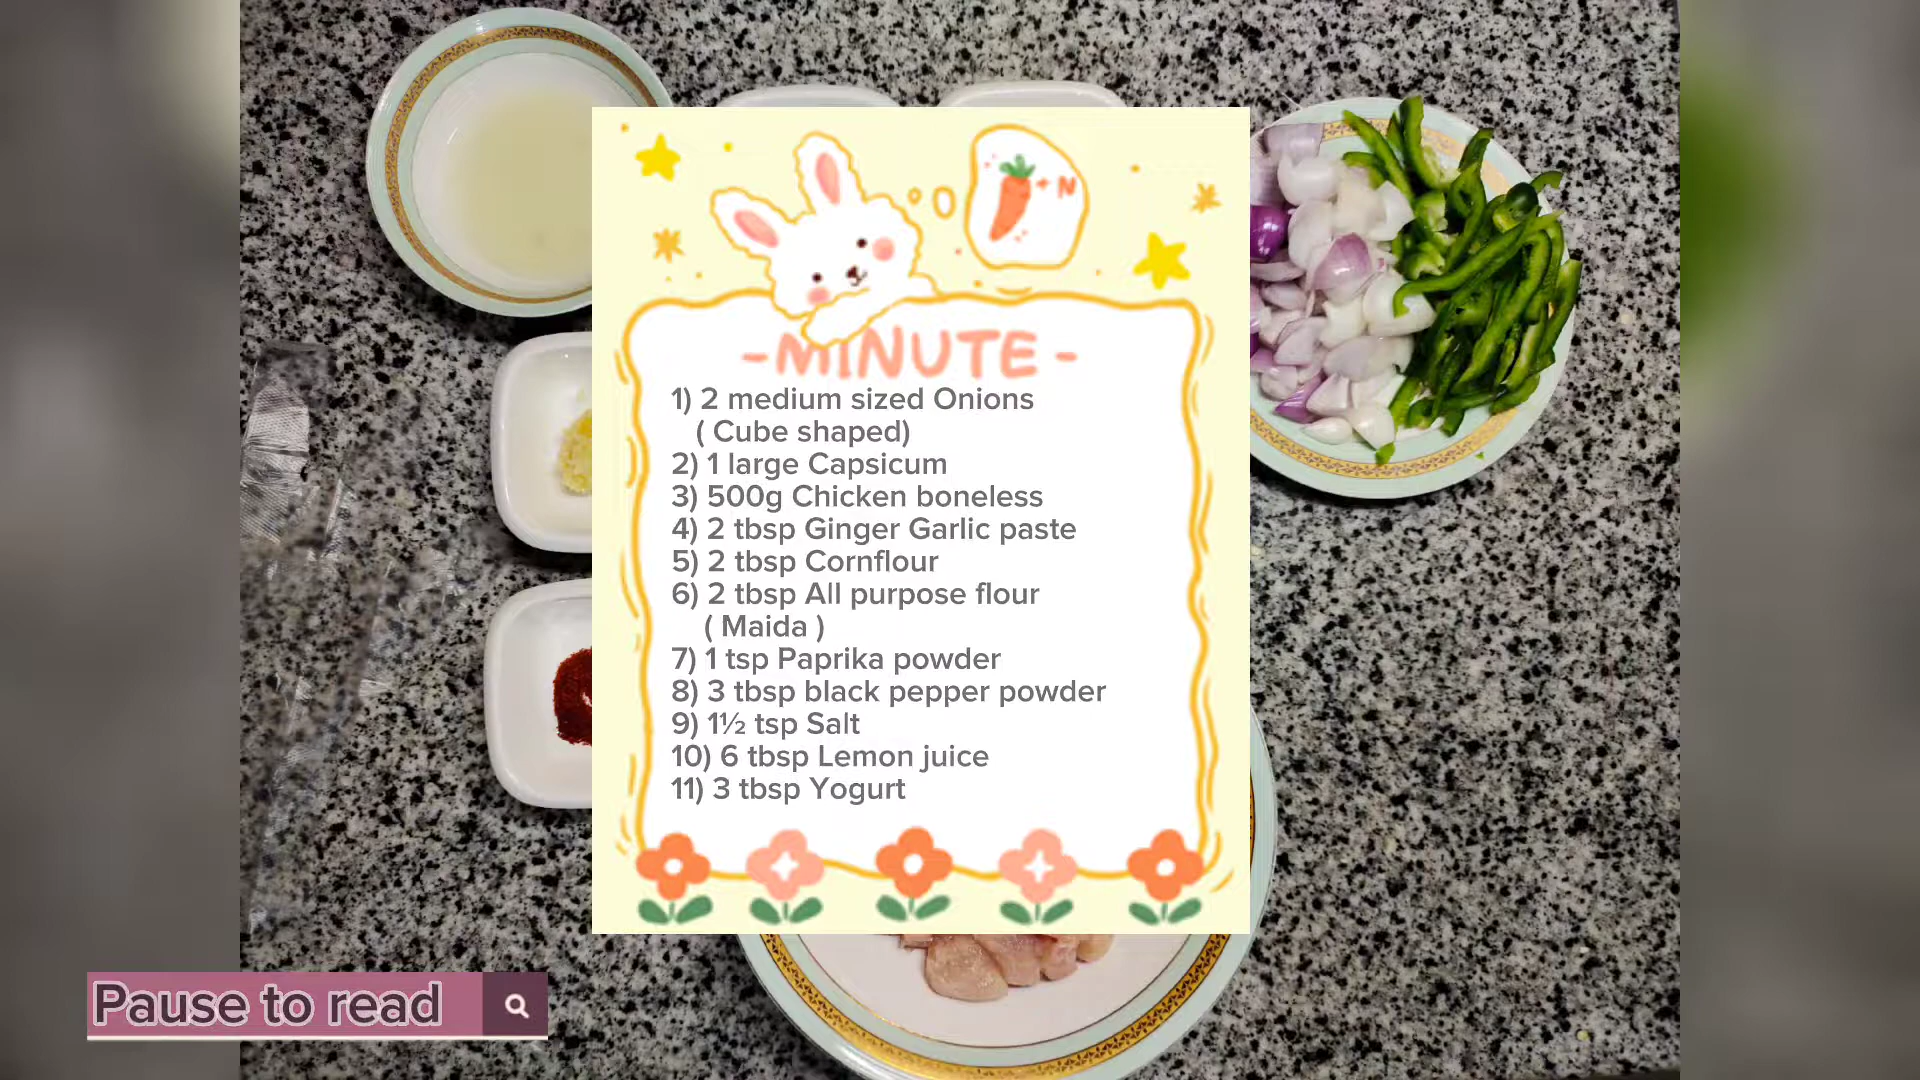 N
-MINUTE-
1) 2 medium sized Onions
( Cube shaped)
2) 1 large Capsicum
3) 500g Chicken boneless
4) 2 tbsp Ginger Garlic paste
5) 2 tbsp Cornflour
6) 2 tbsp All purpose flour
( Maida )
7) 1 tsp Paprika powder
8) 3 tbsp black pepper powder
9) 1½ tsp Salt
10) 6 tbsp Lemon juice
11) 3 tbsp Yogurt
Pause to read